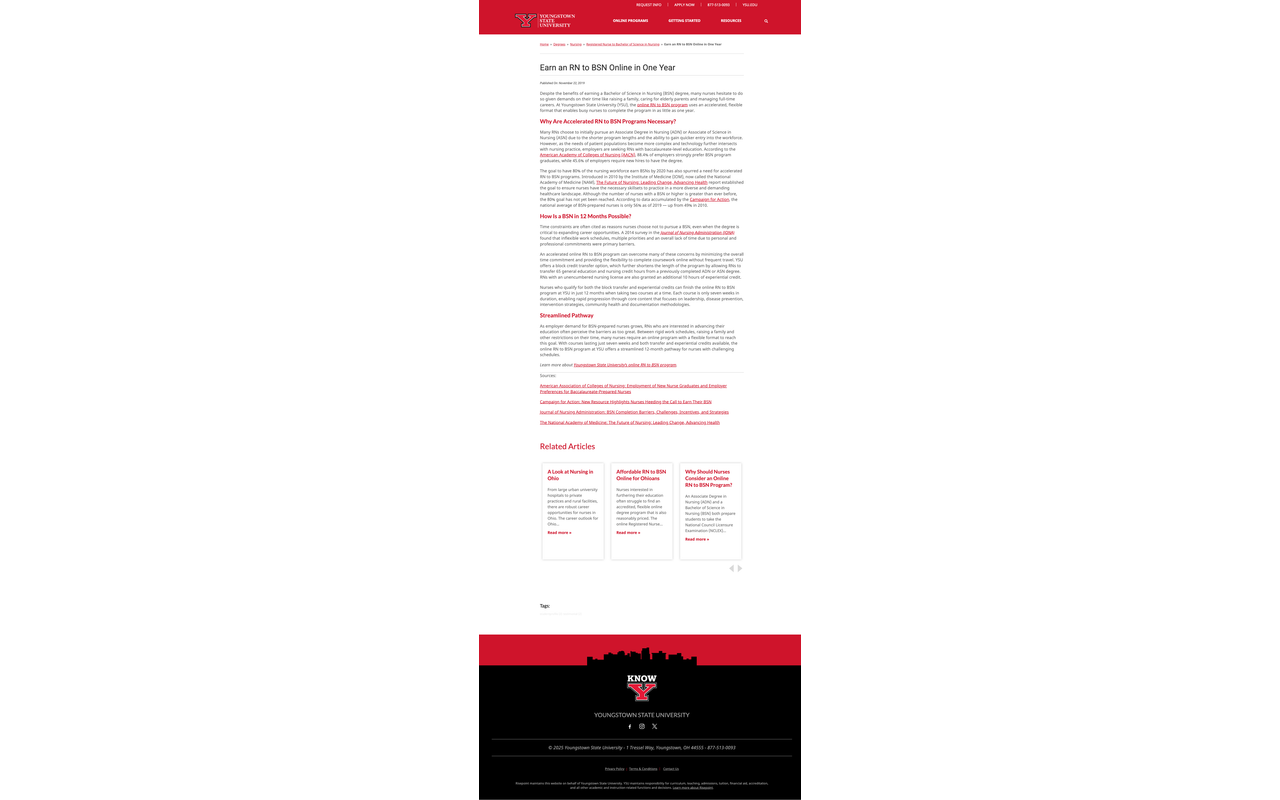 REQUEST INFO | APPLY NOW | 877-513-0093 | YSU.EDU
YOUNGSTOWN
STATE
UNIVERSITY
ONLINE PROGRAMS GETTING STARTED RESOURCES
Home » Degrees » Nursing » Registered Nurse to Bachelor of Science in Nursing » Earn an RN to BSN Online in One Year
Earn an RN to BSN Online in One Year
Published On: November 22, 2019
Despite the benefits of earning a Bachelor of Science in Nursing (BSN) degree, many nurses hesitate to do
so given demands on their time like raising a family, caring for elderly parents and managing full-time
careers. At Youngstown State University (YSU), the online RN to BSN program uses an accelerated, flexible
format that enables busy nurses to complete the program in as little as one year.
Why Are Accelerated RN to BSN Programs Necessary?
Many RNs choose to initially pursue an Associate Degree in Nursing (ADN) or Associate of Science in
Nursing (ASN) due to the shorter program lengths and the ability to gain quicker entry into the workforce.
However, as the needs of patient populations become more complex and technology further intersects
with nursing practice, employers are seeking RNs with baccalaureate-level education. According to the
American Academy of Colleges of Nursing (AACN), 88.4% of employers strongly prefer BSN program
graduates, while 45.6% of employers require new hires to have the degree.
The goal to have 80% of the nursing workforce earn BSNs by 2020 has also spurred a need for accelerated
RN to BSN programs. Introduced in 2010 by the Institute of Medicine (IOM), now called the National
Academy of Medicine (NAM), The Future of Nursing: Leading Change, Advancing Health report established
the goal to ensure nurses have the necessary skillsets to practice in a more diverse and demanding
healthcare landscape. Although the number of nurses with a BSN or higher is greater than ever before,
the 80% goal has not yet been reached. According to data accumulated by the Campaign for Action, the
national average of BSN-prepared nurses is only 56% as of 2019 — up from 49% in 2010.
How Is a BSN in 12 Months Possible?
Time constraints are often cited as reasons nurses choose not to pursue a BSN, even when the degree is
critical to expanding career opportunities. A 2014 survey in the Journal of Nursing Administration (JONA)
found that inflexible work schedules, multiple priorities and an overall lack of time due to personal and
professional commitments were primary barriers.
An accelerated online RN to BSN program can overcome many of these concerns by minimizing the overall
time commitment and providing the flexibility to complete coursework online without frequent travel. YSU
offers a block credit transfer option, which further shortens the length of the program by allowing RNs to
transfer 65 general education and nursing credit hours from a previously completed ADN or ASN degree.
RNs with an unencumbered nursing license are also granted an additional 10 hours of experiential credit.
Nurses who qualify for both the block transfer and experiential credits can finish the online RN to BSN
program at YSU in just 12 months when taking two courses at a time. Each course is only seven weeks in
duration, enabling rapid progression through core content that focuses on leadership, disease prevention,
intervention strategies, community health and documentation methodologies.
Streamlined Pathway
As employer demand for BSN-prepared nurses grows, RNs who are interested in advancing their
education often perceive the barriers as too great. Between rigid work schedules, raising a family and
other restrictions on their time, many nurses require an online program with a flexible format to reach
this goal. With courses lasting just seven weeks and both transfer and experiential credits available, the
online RN to BSN program at YSU offers a streamlined 12-month pathway for nurses with challenging
schedules.
Learn more about Youngstown State University's online RN to BSN program.
Sources:
American Association of Colleges of Nursing: Employment of New Nurse Graduates and Employer
Preferences for Baccalaureate-Prepared Nurses
Campaign for Action: New Resource Highlights Nurses Heeding the Call to Earn Their BSN
Journal of Nursing Administration: BSN Completion Barriers, Challenges, Incentives, and Strategies
The National Academy of Medicine: The Future of Nursing: Leading Change, Advancing Health
Related Articles
A Look at Nursing in
Ohio
From large urban university
hospitals to private
practices and rural facilities,
there are robust career
opportunities for nurses in
Ohio. The career outlook for
Ohio...
Read more »
Affordable RN to BSN
Online for Ohioans
Nurses interested in
furthering their education
often struggle to find an
accredited, flexible online
degree program that is also
reasonably priced. The
online Registered Nurse...
Read more »
Why Should Nurses
Consider an Online
RN to BSN Program?
An Associate Degree in
Nursing (ADN) and a
Bachelor of Science in
Nursing (BSN) both prepare
students to take the
National Council Licensure
Examination (NCLEX)...
Read more »
Tags:
KNOW
Y
YOUNGSTOWN STATE UNIVERSITY
© 2025 Youngstown State University - 1 Tressel Way, Youngstown, OH 44555 - 877-513-0093
Privacy Policy | Terms & Conditions | Contact Us
Risepoint maintains this website on behalf of Youngstown State University. YSU maintains responsibility for curriculum, teaching, admissions, tuition, financial aid, accreditation,
and all other academic and instruction-related functions and decisions. Learn more about Risepoint.